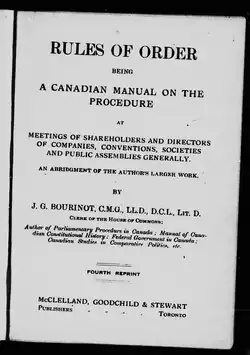 RULES OF ORDER
BEING
A CANADIAN MANUAL ON THE
PROCEDURE
AT
MEETINGS OF SHAREHOLDERS AND DIRECTORS
OF COMPANIES, CONVENTIONS, SOCIETIES
AND PUBLIC ASSEMBLIES GENERALLY.
AN ABRIDGMENT OF THE AUTHOR'S LARGER WORK.
BY
J. G. BOURINOT, C.M.G., LL.D., D.C.L., LIT. D.
CLERK OF THE HOUSE OF COMMONS;
Author of Parliamentary Procedure in Canada; Manual of Cana-
dian Constitutional History; Federal Government in Canada;
Canadian Studies in Comparative Politics, etc.
FOURTH REPRINT
McCLELLAND, GOODCHILD & STEWART
PUBLISHERS - - - - TORONTO